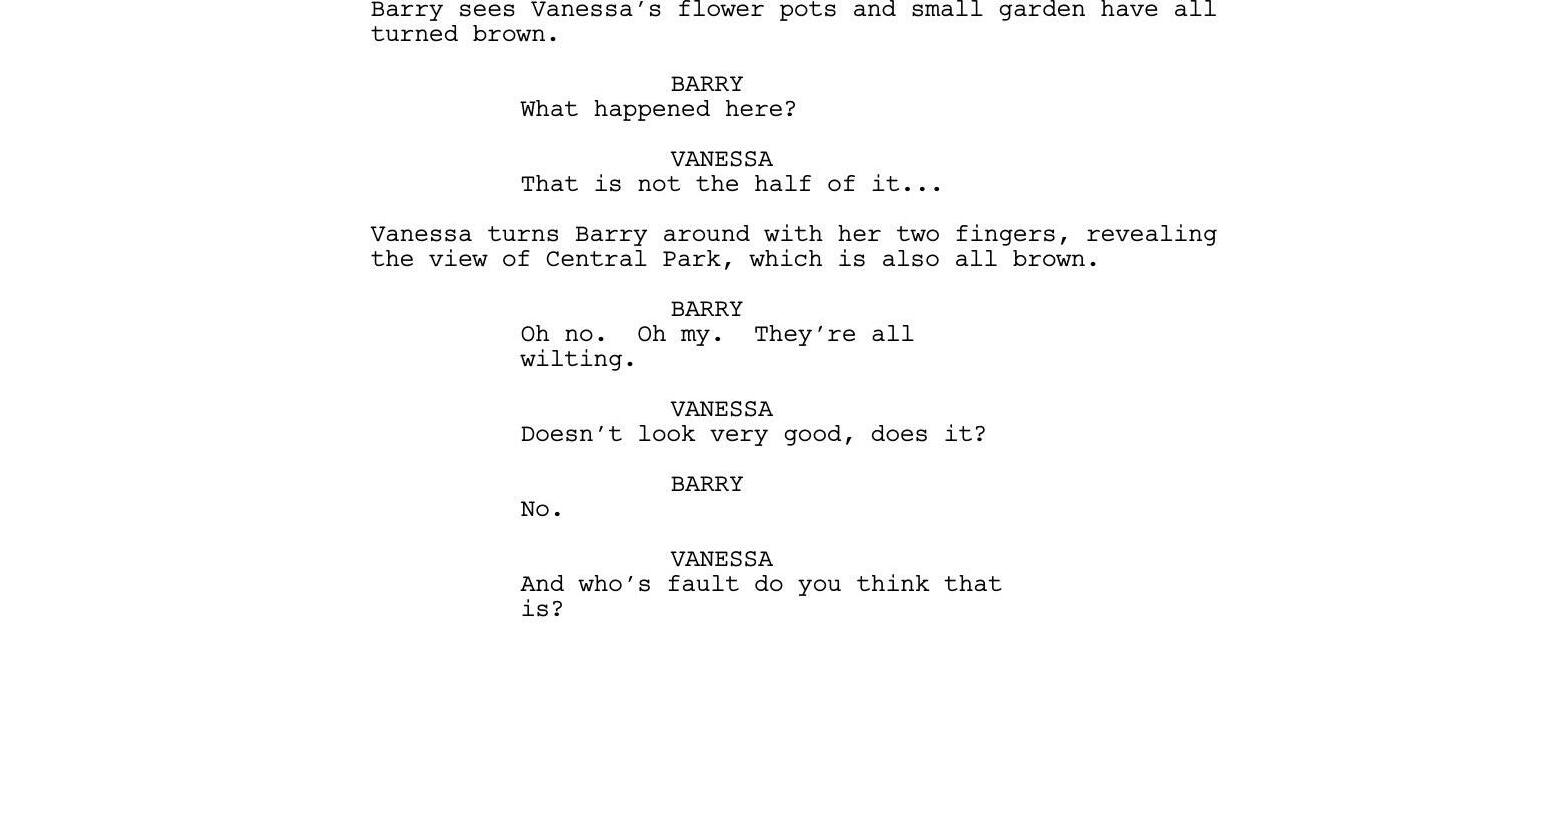 Barry sees Vanessa's flower pots and small garden have all
turned brown.
BARRY
What happened here?
VANESSA
That is not the half of it...
Vanessa turns Barry around with her two fingers, revealing
the view of Central Park, which is also all brown.
BARRY
Oh no.  Oh my.  They're all
wilting.
VANESSA
Doesn't look very good, does it?
BARRY
No.
VANESSA
And who's fault do you think that
is?